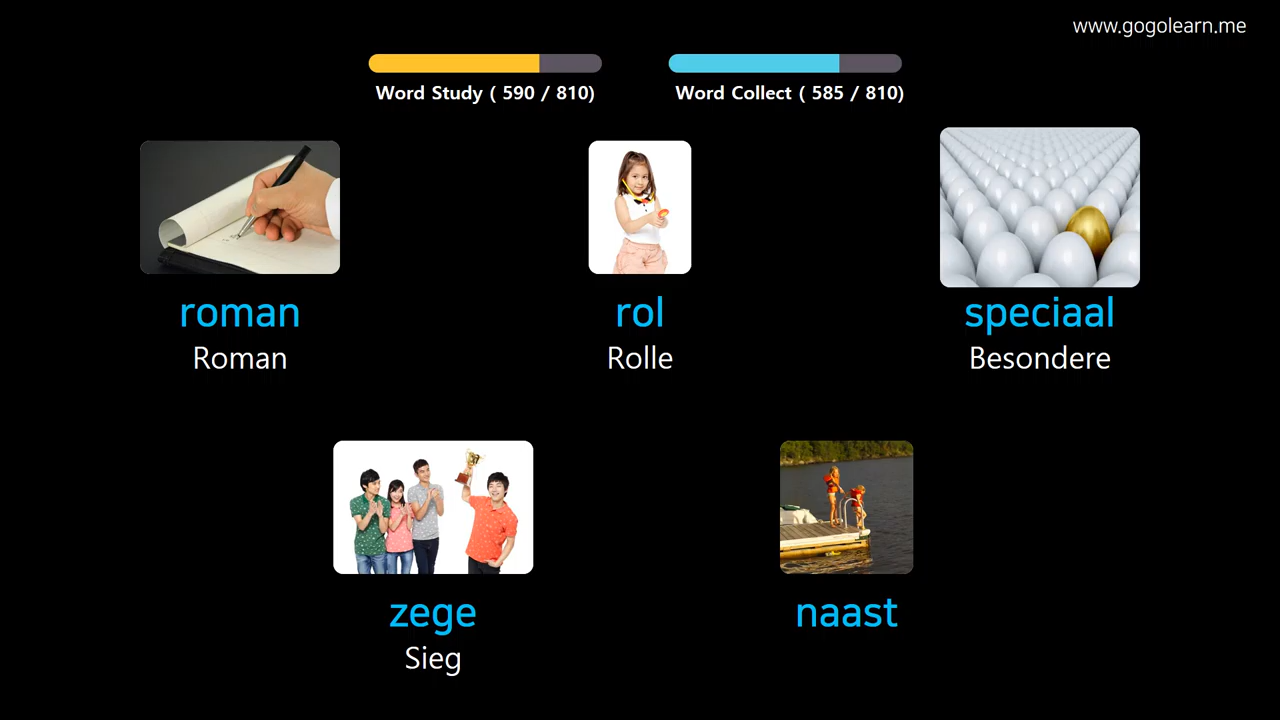 www.gogolearn.me
Word Study ( 590 / 810)
Word Collect ( 585 / 810)
roman
Roman
rol
Rolle
speciaal
Besondere
zege
Sieg
naast